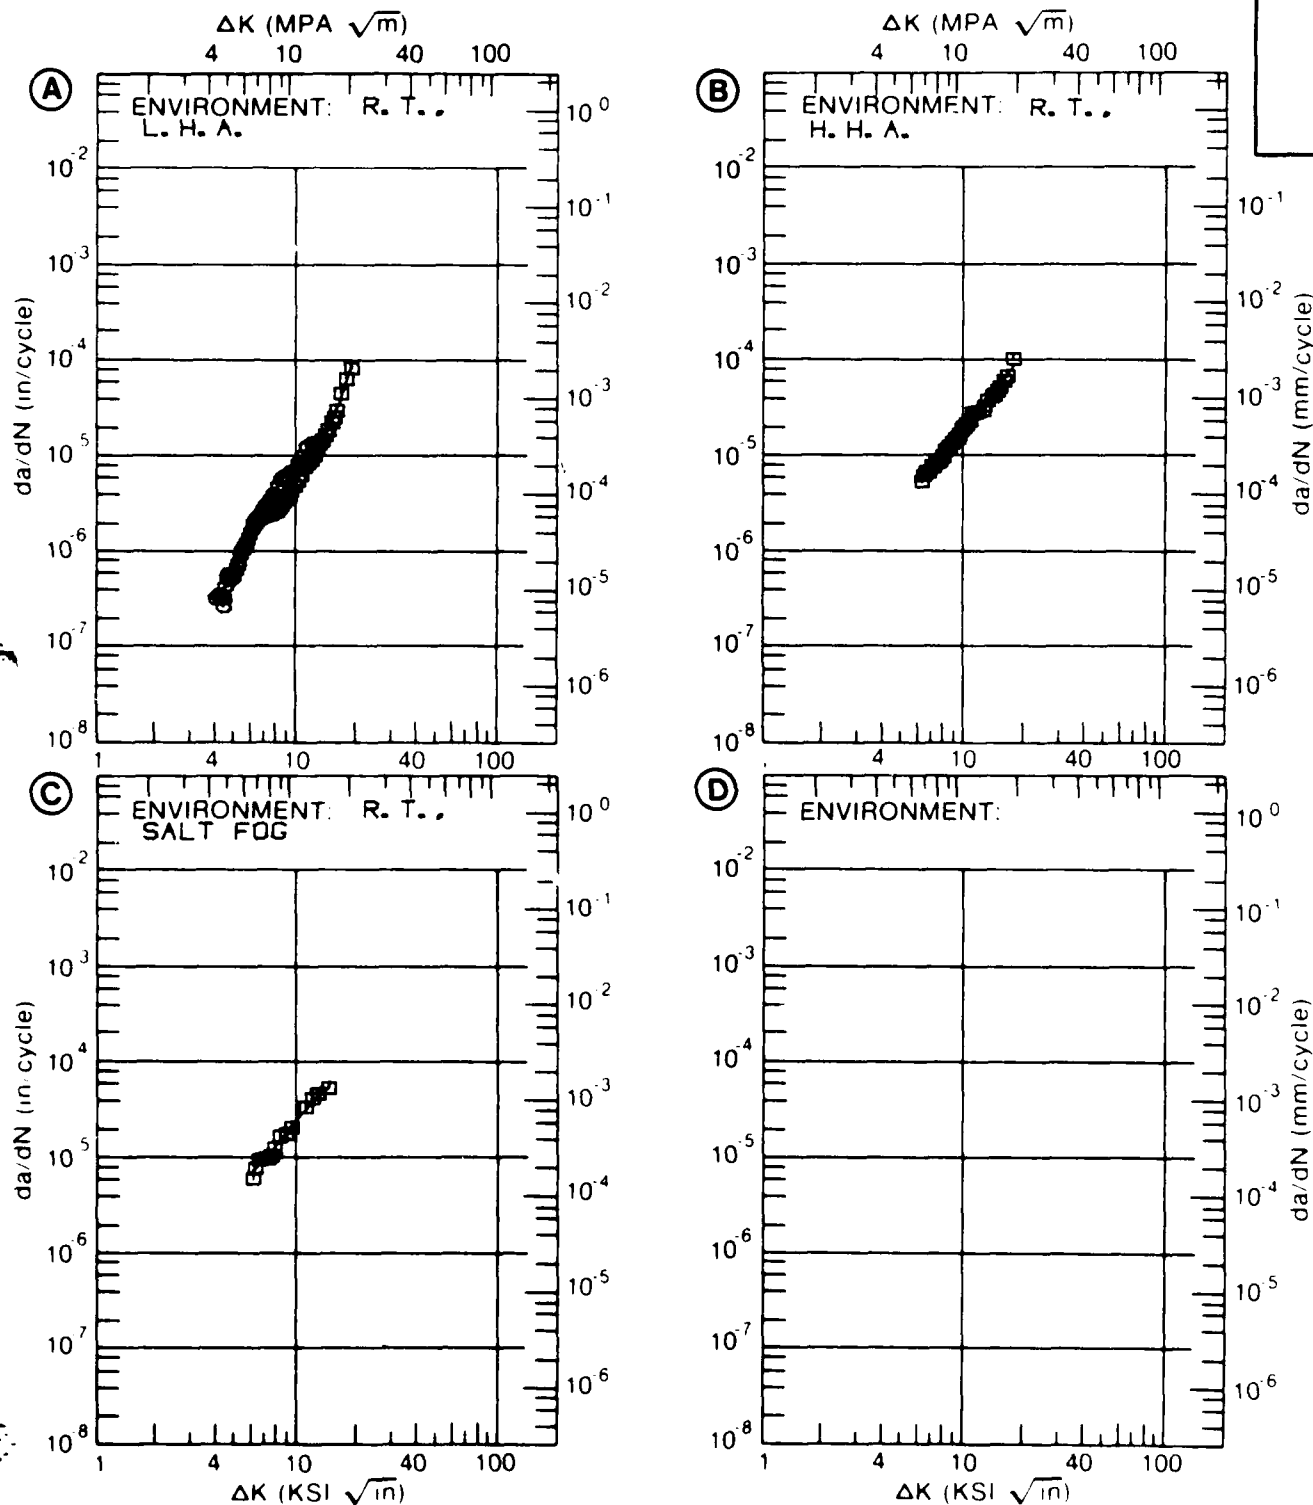 ΔK (MPA √m)
4 10 40 100
ΔK (MPA √m)
4 10 40 100
A
ENVIRONMENT: R. T.,
L. H. A.
10⁰
10⁻¹
10⁻²
10⁻³
10⁻⁴
10⁻⁵
10⁻⁶
10⁻²
10⁻³
10⁻⁴
10⁻⁵
10⁻⁶
10⁻⁷
10⁻⁸
da/dN (in/cycle)
1 4 10 40 100
B
ENVIRONMENT: R. T.,
H. H. A.
10⁻²
10⁻³
10⁻⁴
10⁻⁵
10⁻⁶
10⁻⁷
10⁻⁸
10⁻¹
10⁻²
10⁻³
10⁻⁴
10⁻⁵
10⁻⁶
da/dN (mm/cycle)
4 10 40 100
C
ENVIRONMENT: R. T.,
SALT FOG
10⁰
10⁻¹
10⁻²
10⁻³
10⁻⁴
10⁻⁵
10⁻⁶
10⁻²
10⁻³
10⁻⁴
10⁻⁵
10⁻⁶
10⁻⁷
10⁻⁸
da/dN (in/cycle)
1 4 10 40 100
ΔK (KSI √in)
D
ENVIRONMENT:
10⁻²
10⁻³
10⁻⁴
10⁻⁵
10⁻⁶
10⁻⁷
10⁻⁸
10⁰
10⁻¹
10⁻²
10⁻³
10⁻⁴
10⁻⁵
10⁻⁶
da/dN (mm/cycle)
1 4 10 40 100
ΔK (KSI √in)